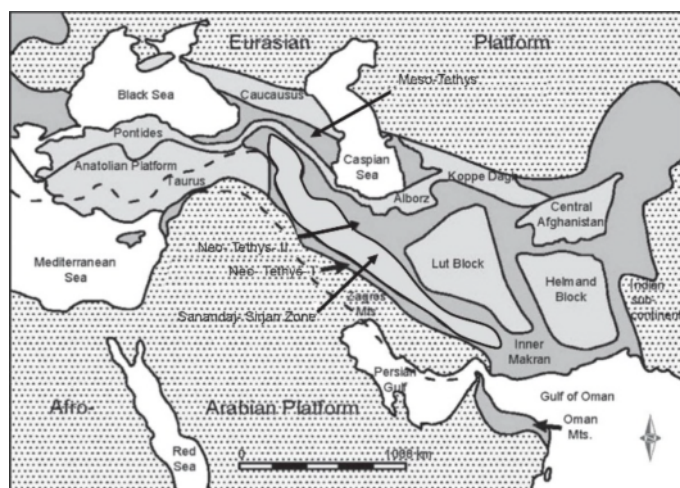 Eurasian Platform
Meso-Tethys
Black Sea
Caucausus
Pontides
Caspian
Sea
Anatolian Platform
Taurus
Koppe Dagh
Alborz
Central
Afghanistan
Neo-Tethys-II
Mediterranean
Sea
Neo-Tethys-I
Lut Block
Helmand
Block
Indian
sub-
continent
Zagros
Mts
Sanandaj-Sirjan Zone
Inner
Makran
Persian
Gulf
Gulf of Oman
Afro-
Arabian Platform
Oman
Mts.
Red
Sea
0
1000 km